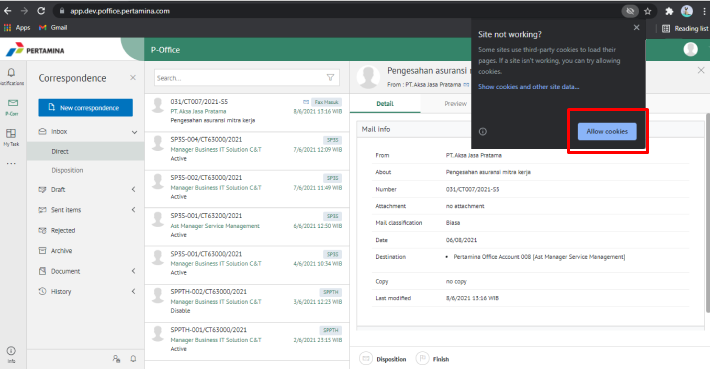 app.dev.poffice.pertamina.com
Apps
Gmail
Reading list
PERTAMINA
P-Office
Site not working?
Some sites use third-party cookies to load their
pages. If a site isn't working, you can try allowing
cookies.
Show cookies and other site data...
Allow cookies
Notifications
P-Ger
My Task
Info
Correspondence
New correspondence
Inbox
Direct
Disposition
Draft
Sent items
Rejected
Archive
Document
History
Search...
031/CT007/2021-S5
Fax Masuk
PT.Aksa Jasa Pratama
8/6/2021 13:16 WIB
Pengesahan asuransi mitra kerja
SP3S-004/CT63000/2021
SP3S
Manager Business IT Solution C&T
7/6/2021 12:09 WIB
Active
SP3S-002/CT63000/2021
SP3S
Manager Business IT Solution C&T
7/6/2021 11:49 WIB
Active
SP3S-001/CT63200/2021
SP3S
Ast Manager Service Management
6/6/2021 12:50 WIB
Active
SP3S-001/CT63000/2021
SP3S
Manager Business IT Solution C&T
4/6/2021 10:34 WIB
Active
SPPTH-002/CT63000/2021
SPPTH
Manager Business IT Solution C&T
3/6/2021 12:23 WIB
Disable
SPPTH-001/CT63000/2021
SPPTH
Manager Business IT Solution C&T
2/6/2021 23:15 WIB
Active
Pengesahan asuransi m
From : PT.Aksa Jasa Pratama
Detail
Preview
Mail info
From PT.Aksa Jasa Pratama
About Pengesahan asuransi mitra kerja
Number 031/CT007/2021-S5
Attachment no attachment
Mail classification Biasa
Date 06/08/2021
Destination • Pertamina Office Account 008 [Ast Manager Service Management]
Copy no copy
Last modified 8/6/2021 13:16 WIB
Disposition
Finish